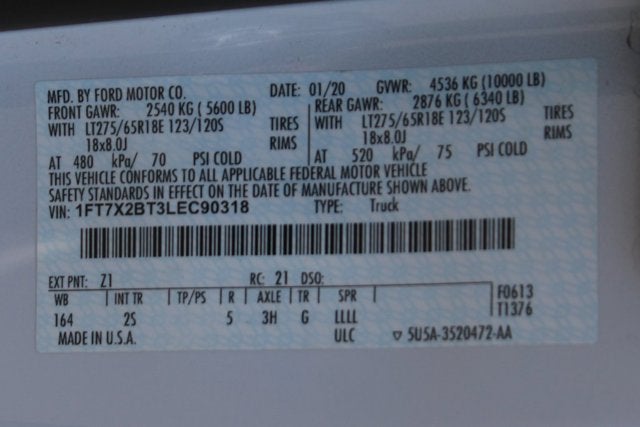 MFD. BY FORD MOTOR CO. DATE: 01/20 GVWR: 4536 KG (10000 LB)
FRONT GAWR: 2540 KG ( 5600 LB) REAR GAWR: 2876 KG ( 6340 LB)
WITH LT275/65R18E 123/120S TIRES WITH LT275/65R18E 123/120S TIRES
18x8.0J RIMS 18x8.0J RIMS
AT 480 kPa/ 70 PSI COLD AT 520 kPa/ 75 PSI COLD
THIS VEHICLE CONFORMS TO ALL APPLICABLE FEDERAL MOTOR VEHICLE
SAFETY STANDARDS IN EFFECT ON THE DATE OF MANUFACTURE SHOWN ABOVE.
VIN: 1FT7X2BT3LEC90318 TYPE: Truck
EXT PNT: Z1 RC: 21 DSO:
WB INT TR TP/PS R AXLE TR SPR F0613
164 2S 5 3H G LLLL T1376
MADE IN U.S.A. ULC 5U5A-3520472-AA